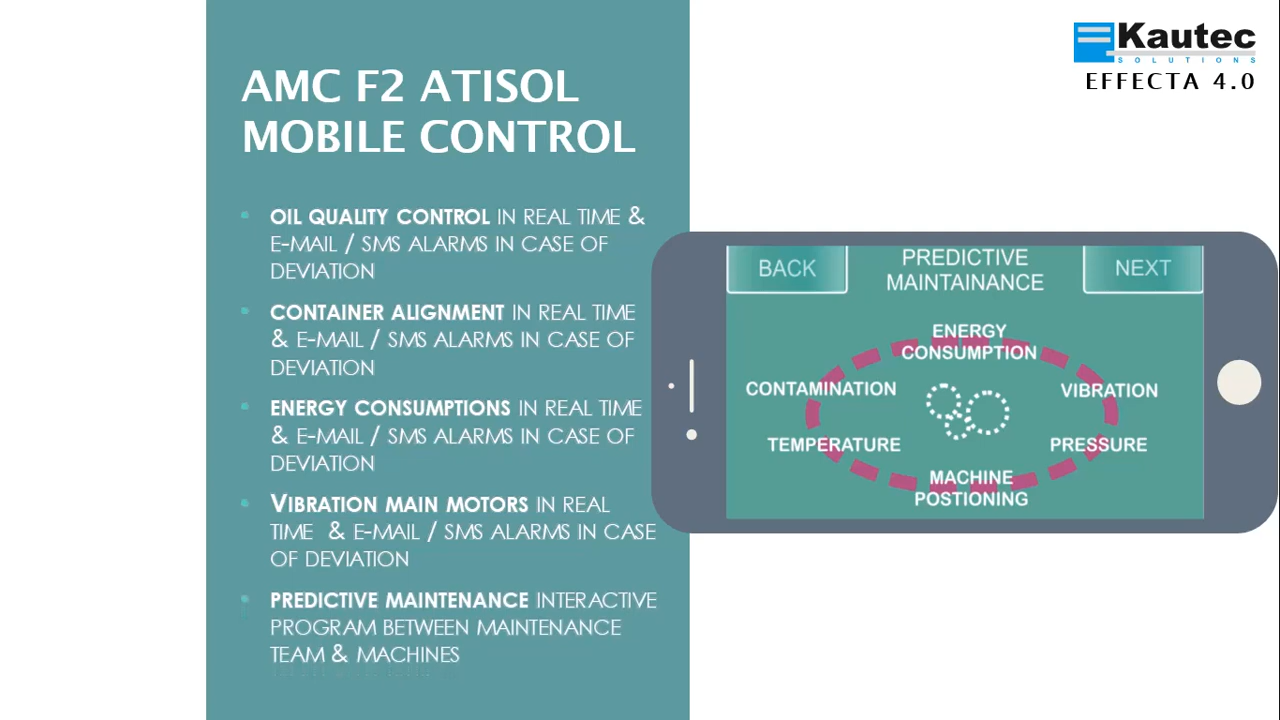 Kautec
SOLUTIONS
EFFECTA 4.0
AMC F2 ATISOL
MOBILE CONTROL
OIL QUALITY CONTROL IN REAL TIME &
E-MAIL / SMS ALARMS IN CASE OF
DEVIATION
CONTAINER ALIGNMENT IN REAL TIME
& E-MAIL / SMS ALARMS IN CASE OF
DEVIATION
ENERGY CONSUMPTIONS IN REAL TIME
& E-MAIL / SMS ALARMS IN CASE OF
DEVIATION
VIBRATION MAIN MOTORS IN REAL
TIME & E-MAIL / SMS ALARMS IN CASE
OF DEVIATION
PREDICTIVE MAINTENANCE INTERACTIVE
PROGRAM BETWEEN MAINTENANCE
TEAM & MACHINES
BACK
PREDICTIVE
MAINTAINANCE
NEXT
ENERGY
CONSUMPTION
CONTAMINATION
VIBRATION
TEMPERATURE
PRESSURE
MACHINE
POSTIONING